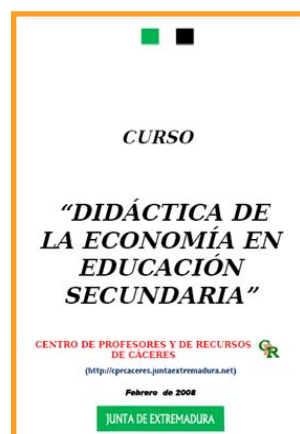 CURSO
“DIDÁCTICA DE
LA ECONOMÍA EN
EDUCACIÓN
SECUNDARIA”
CENTRO DE PROFESORES Y DE RECURSOS
DE CÁCERES
(http://cprcaceres.juntaextremadura.net)
Febrero de 2008
JUNTA DE EXTREMADURA